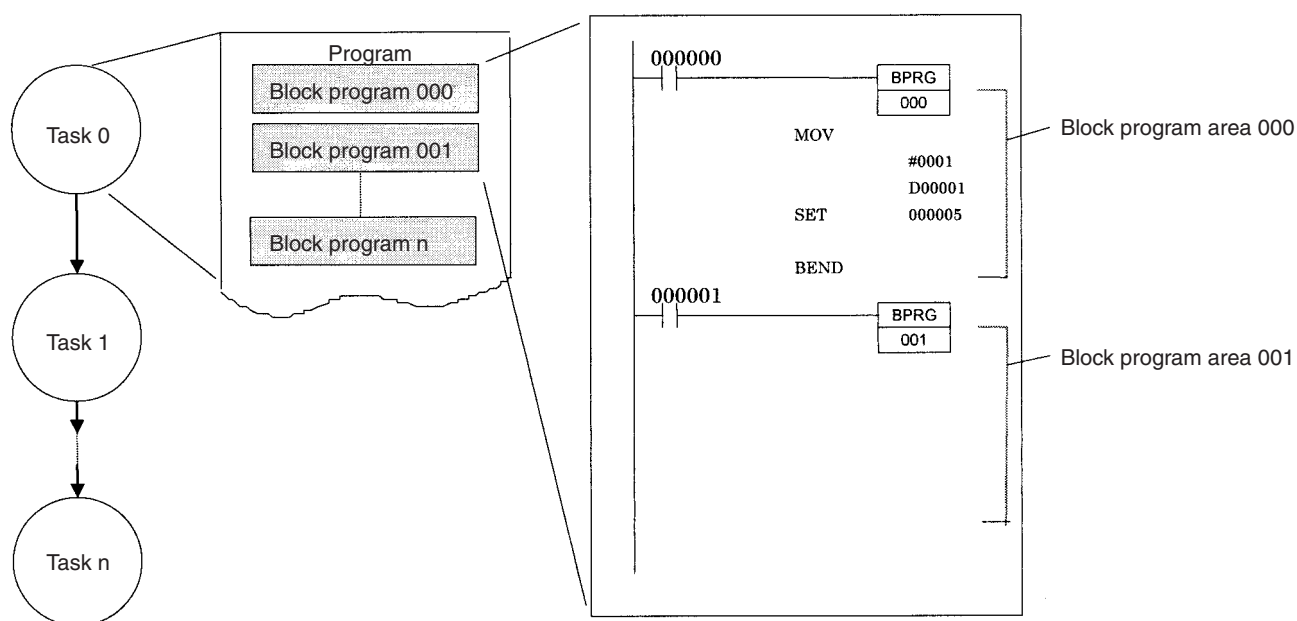 Task 0
Task 1
Task n
Program
Block program 000
Block program 001
Block program n
000000
BPRG
000
MOV
#0001
D00001
SET 000005
BEND
000001
BPRG
001
Block program area 000
Block program area 001